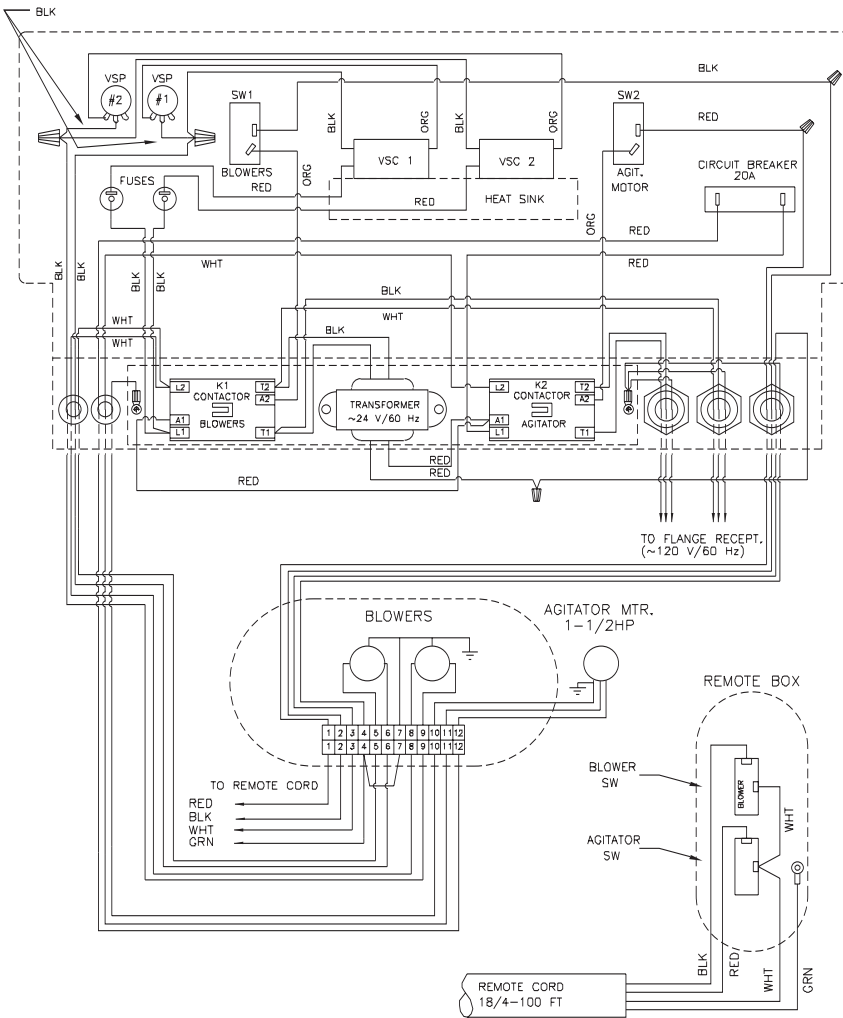 BLK
VSP
#2
VSP
#1
SW1
BLOWERS
BLK
ORG
BLK
ORG
VSC 1
VSC 2
HEAT SINK
SW2
AGIT.
MOTOR
BLK
RED
CIRCUIT BREAKER
20A
FUSES
RED
ORG
RED
ORG
RED
RED
BLK
BLK
BLK
BLK
WHT
BLK
WHT
WHT
WHT
BLK
L2
K1
CONTACTOR
T2
A2
A1
L1
BLOWERS
T1
TRANSFORMER
~24 V/60 Hz
L2
K2
CONTACTOR
T2
A2
A1
L1
AGITATOR
T1
RED
RED
RED
TO FLANGE RECEPT.
(~120 V/60 Hz)
BLOWERS
AGITATOR MTR.
1-1/2HP
1 2 3 4 5 6 7 8 9 10 11 12
1 2 3 4 5 6 7 8 9 10 11 12
TO REMOTE CORD
RED
BLK
WHT
GRN
REMOTE BOX
BLOWER
SW
BLOWER
WHT
AGITATOR
SW
BLK
RED
WHT
GRN
REMOTE CORD
18/4-100 FT